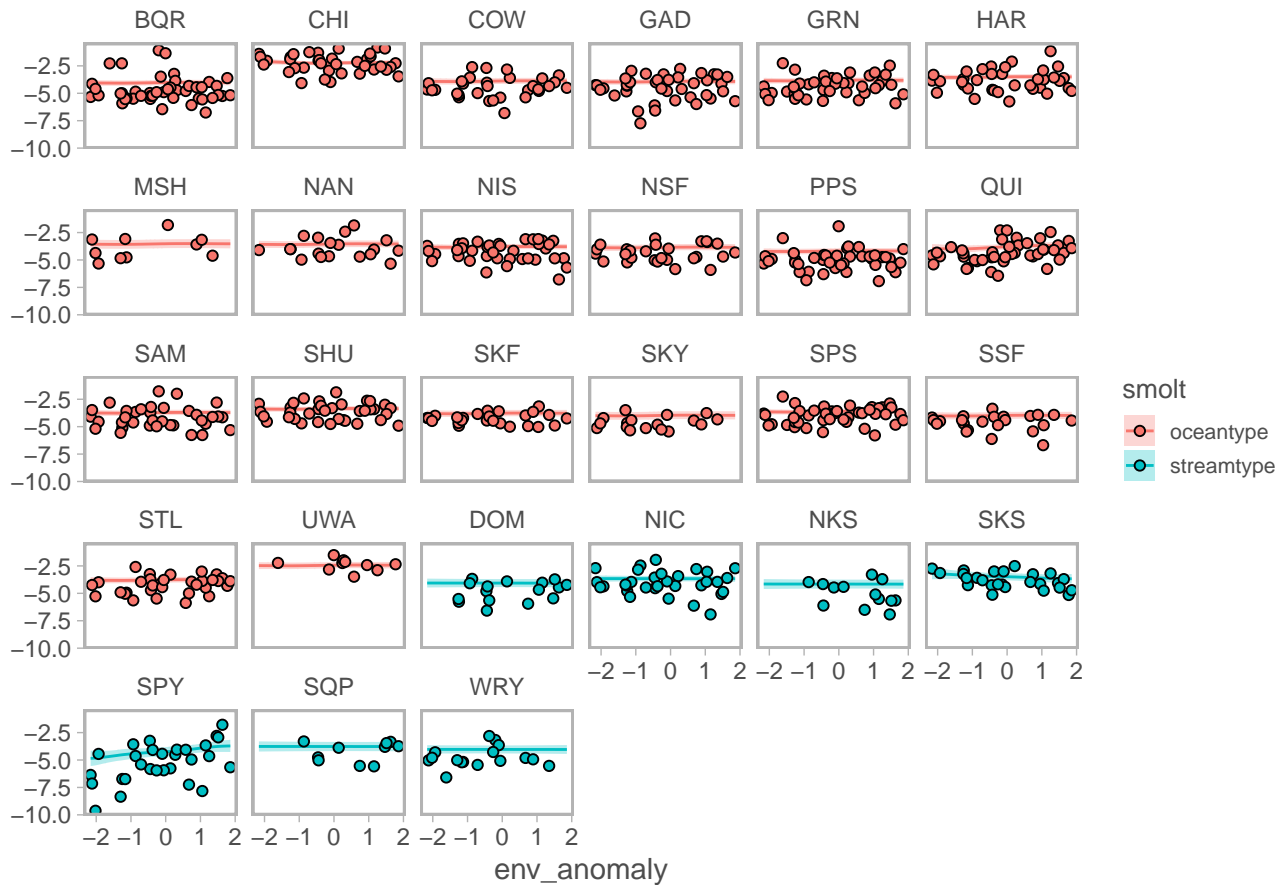 BQR CHI COW GAD GRN HAR
−2.5
−5.0
−7.5
−10.0
MSH NAN NIS NSF PPS QUI
−2.5
−5.0
−7.5
−10.0
SAM SHU SKF SKY SPS SSF
−2.5
−5.0
−7.5
−10.0
smolt
oceantype
streamtype
STL UWA DOM NIC NKS SKS
−2.5
−5.0
−7.5
−10.0
−2 −1 0 1 2 −2 −1 0 1 2 −2 −1 0 1 2
SPY SQP WRY
−2.5
−5.0
−7.5
−10.0
−2 −1 0 1 2 −2 −1 0 1 2 −2 −1 0 1 2
env_anomaly